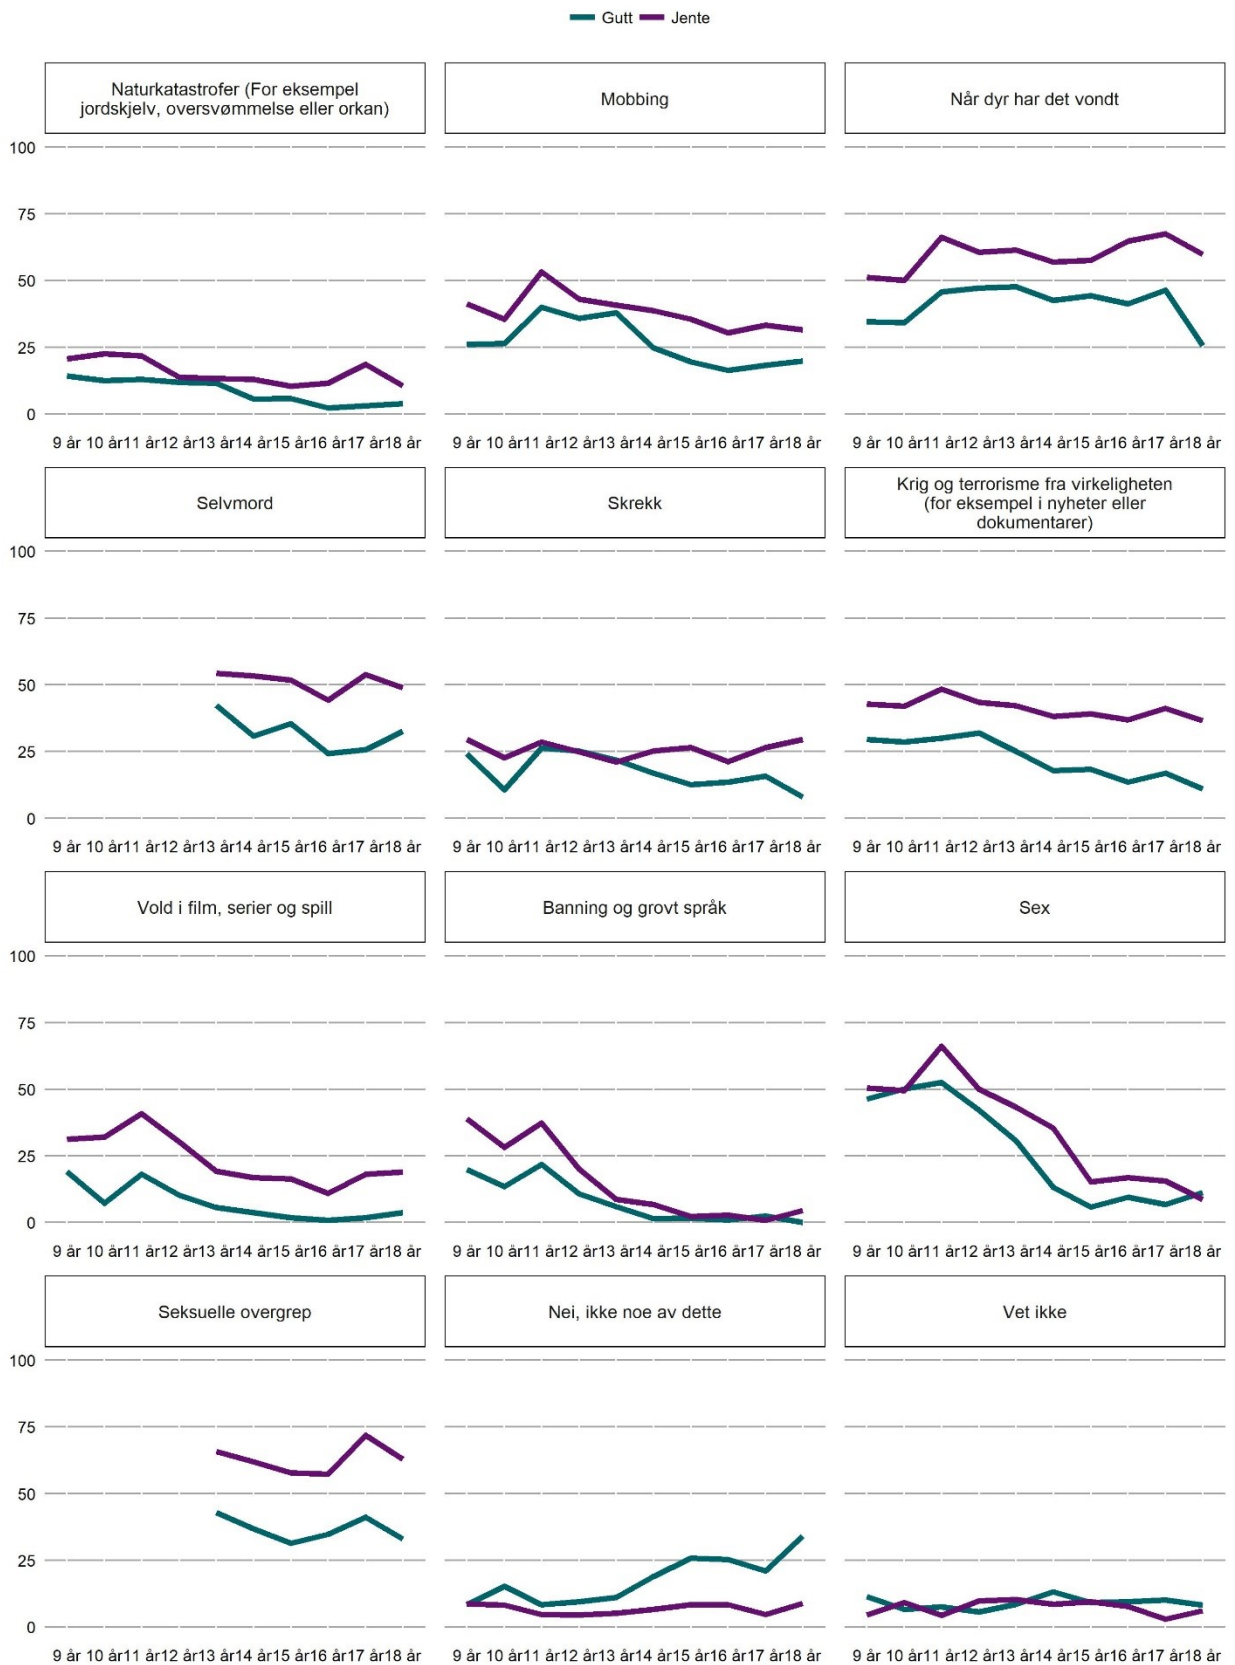 Gutt Jente
Naturkatastrofer (For eksempel
jordskjelv, oversvømmelse eller orkan)
Mobbing
Når dyr har det vondt
100
75
50
25
0
9 år 10 år11 år12 år13 år14 år15 år16 år17 år18 år
9 år 10 år11 år12 år13 år14 år15 år16 år17 år18 år
9 år 10 år11 år12 år13 år14 år15 år16 år17 år18 år
Selvmord
Skrekk
Krig og terrorisme fra virkeligheten
(for eksempel i nyheter eller
dokumentarer)
100
75
50
25
0
9 år 10 år11 år12 år13 år14 år15 år16 år17 år18 år
9 år 10 år11 år12 år13 år14 år15 år16 år17 år18 år
9 år 10 år11 år12 år13 år14 år15 år16 år17 år18 år
Vold i film, serier og spill
Banning og grovt språk
Sex
100
75
50
25
0
9 år 10 år11 år12 år13 år14 år15 år16 år17 år18 år
9 år 10 år11 år12 år13 år14 år15 år16 år17 år18 år
9 år 10 år11 år12 år13 år14 år15 år16 år17 år18 år
Seksuelle overgrep
Nei, ikke noe av dette
Vet ikke
100
75
50
25
0
9 år 10 år11 år12 år13 år14 år15 år16 år17 år18 år
9 år 10 år11 år12 år13 år14 år15 år16 år17 år18 år
9 år 10 år11 år12 år13 år14 år15 år16 år17 år18 år